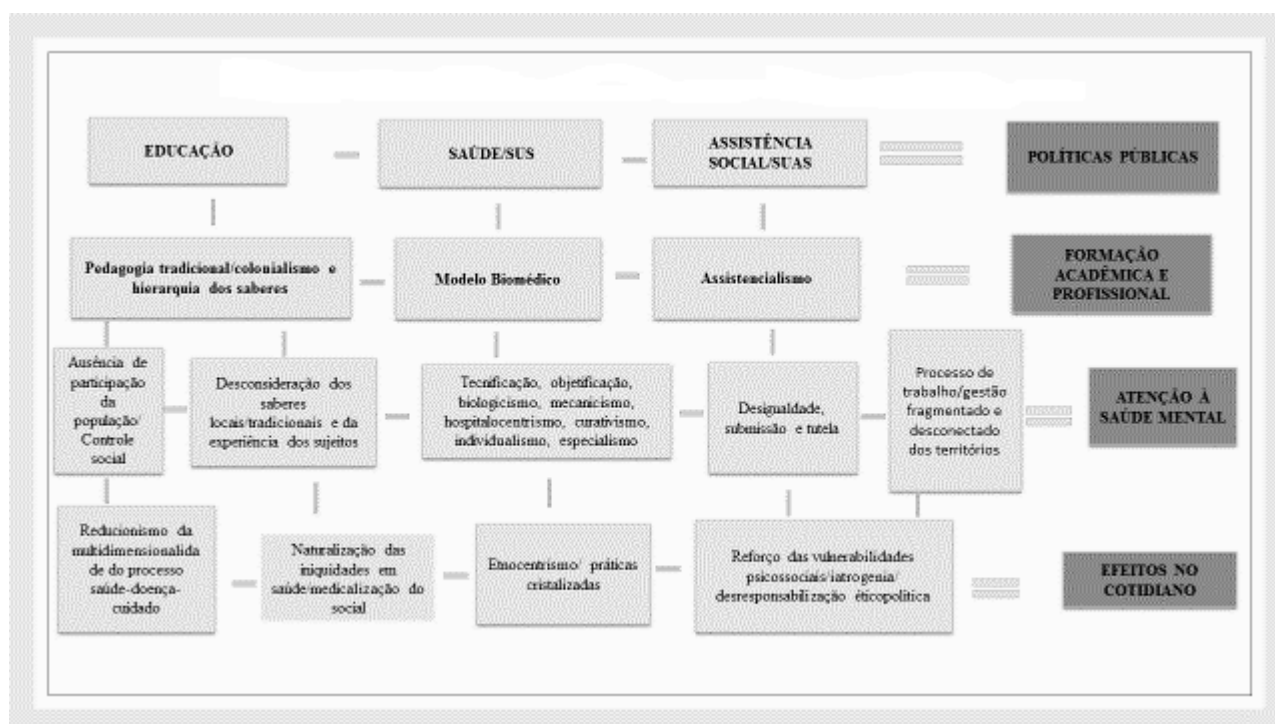 EDUCAÇÃO
SAÚDE/SUS
ASSISTÊNCIA
SOCIAL/SUAS
POLÍTICAS PÚBLICAS
Pedagogia tradicional/colonialismo e
hierarquia dos saberes
Modelo Biomédico
Assistencialismo
FORMAÇÃO
ACADÊMICA E
PROFISSIONAL
Ausência de
participação
da
população/
Controle
social
Desconsideração dos
saberes
locais/tradicionais e da
experiência dos sujeitos
Tecnificação, objetificação,
biologicismo, mecanicismo,
hospitalocentrismo, curativismo,
individualismo, especialismo
Desigualdade,
submissão e tutela
Processo de
trabalho/gestão
fragmentado e
desconectado
dos territórios
ATENÇÃO À
SAÚDE MENTAL
Reducionismo da
multidimensionalida
de do processo
saúde-doença-
cuidado
Naturalização das
iniquidades em
saúde/medicalização do
social
Etnocentrismo/ práticas
cristalizadas
Reforço das vulnerabilidades
psicossociais/iatrogenia/
desresponsabilização éticopolítica
EFEITOS NO
COTIDIANO